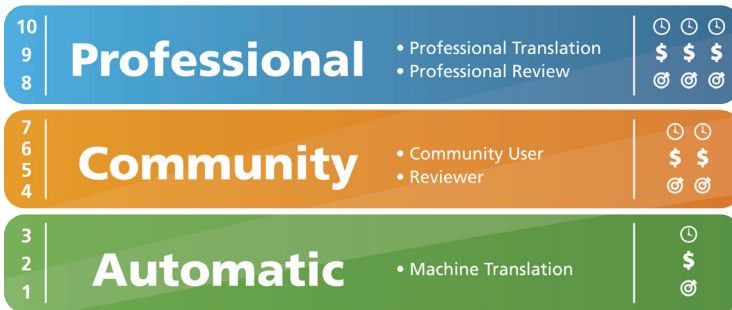 10
9
8
Professional
• Professional Translation
• Professional Review
$ $ $
7
6
5
4
Community
• Community User
• Reviewer
$ $
3
2
1
Automatic
• Machine Translation
$